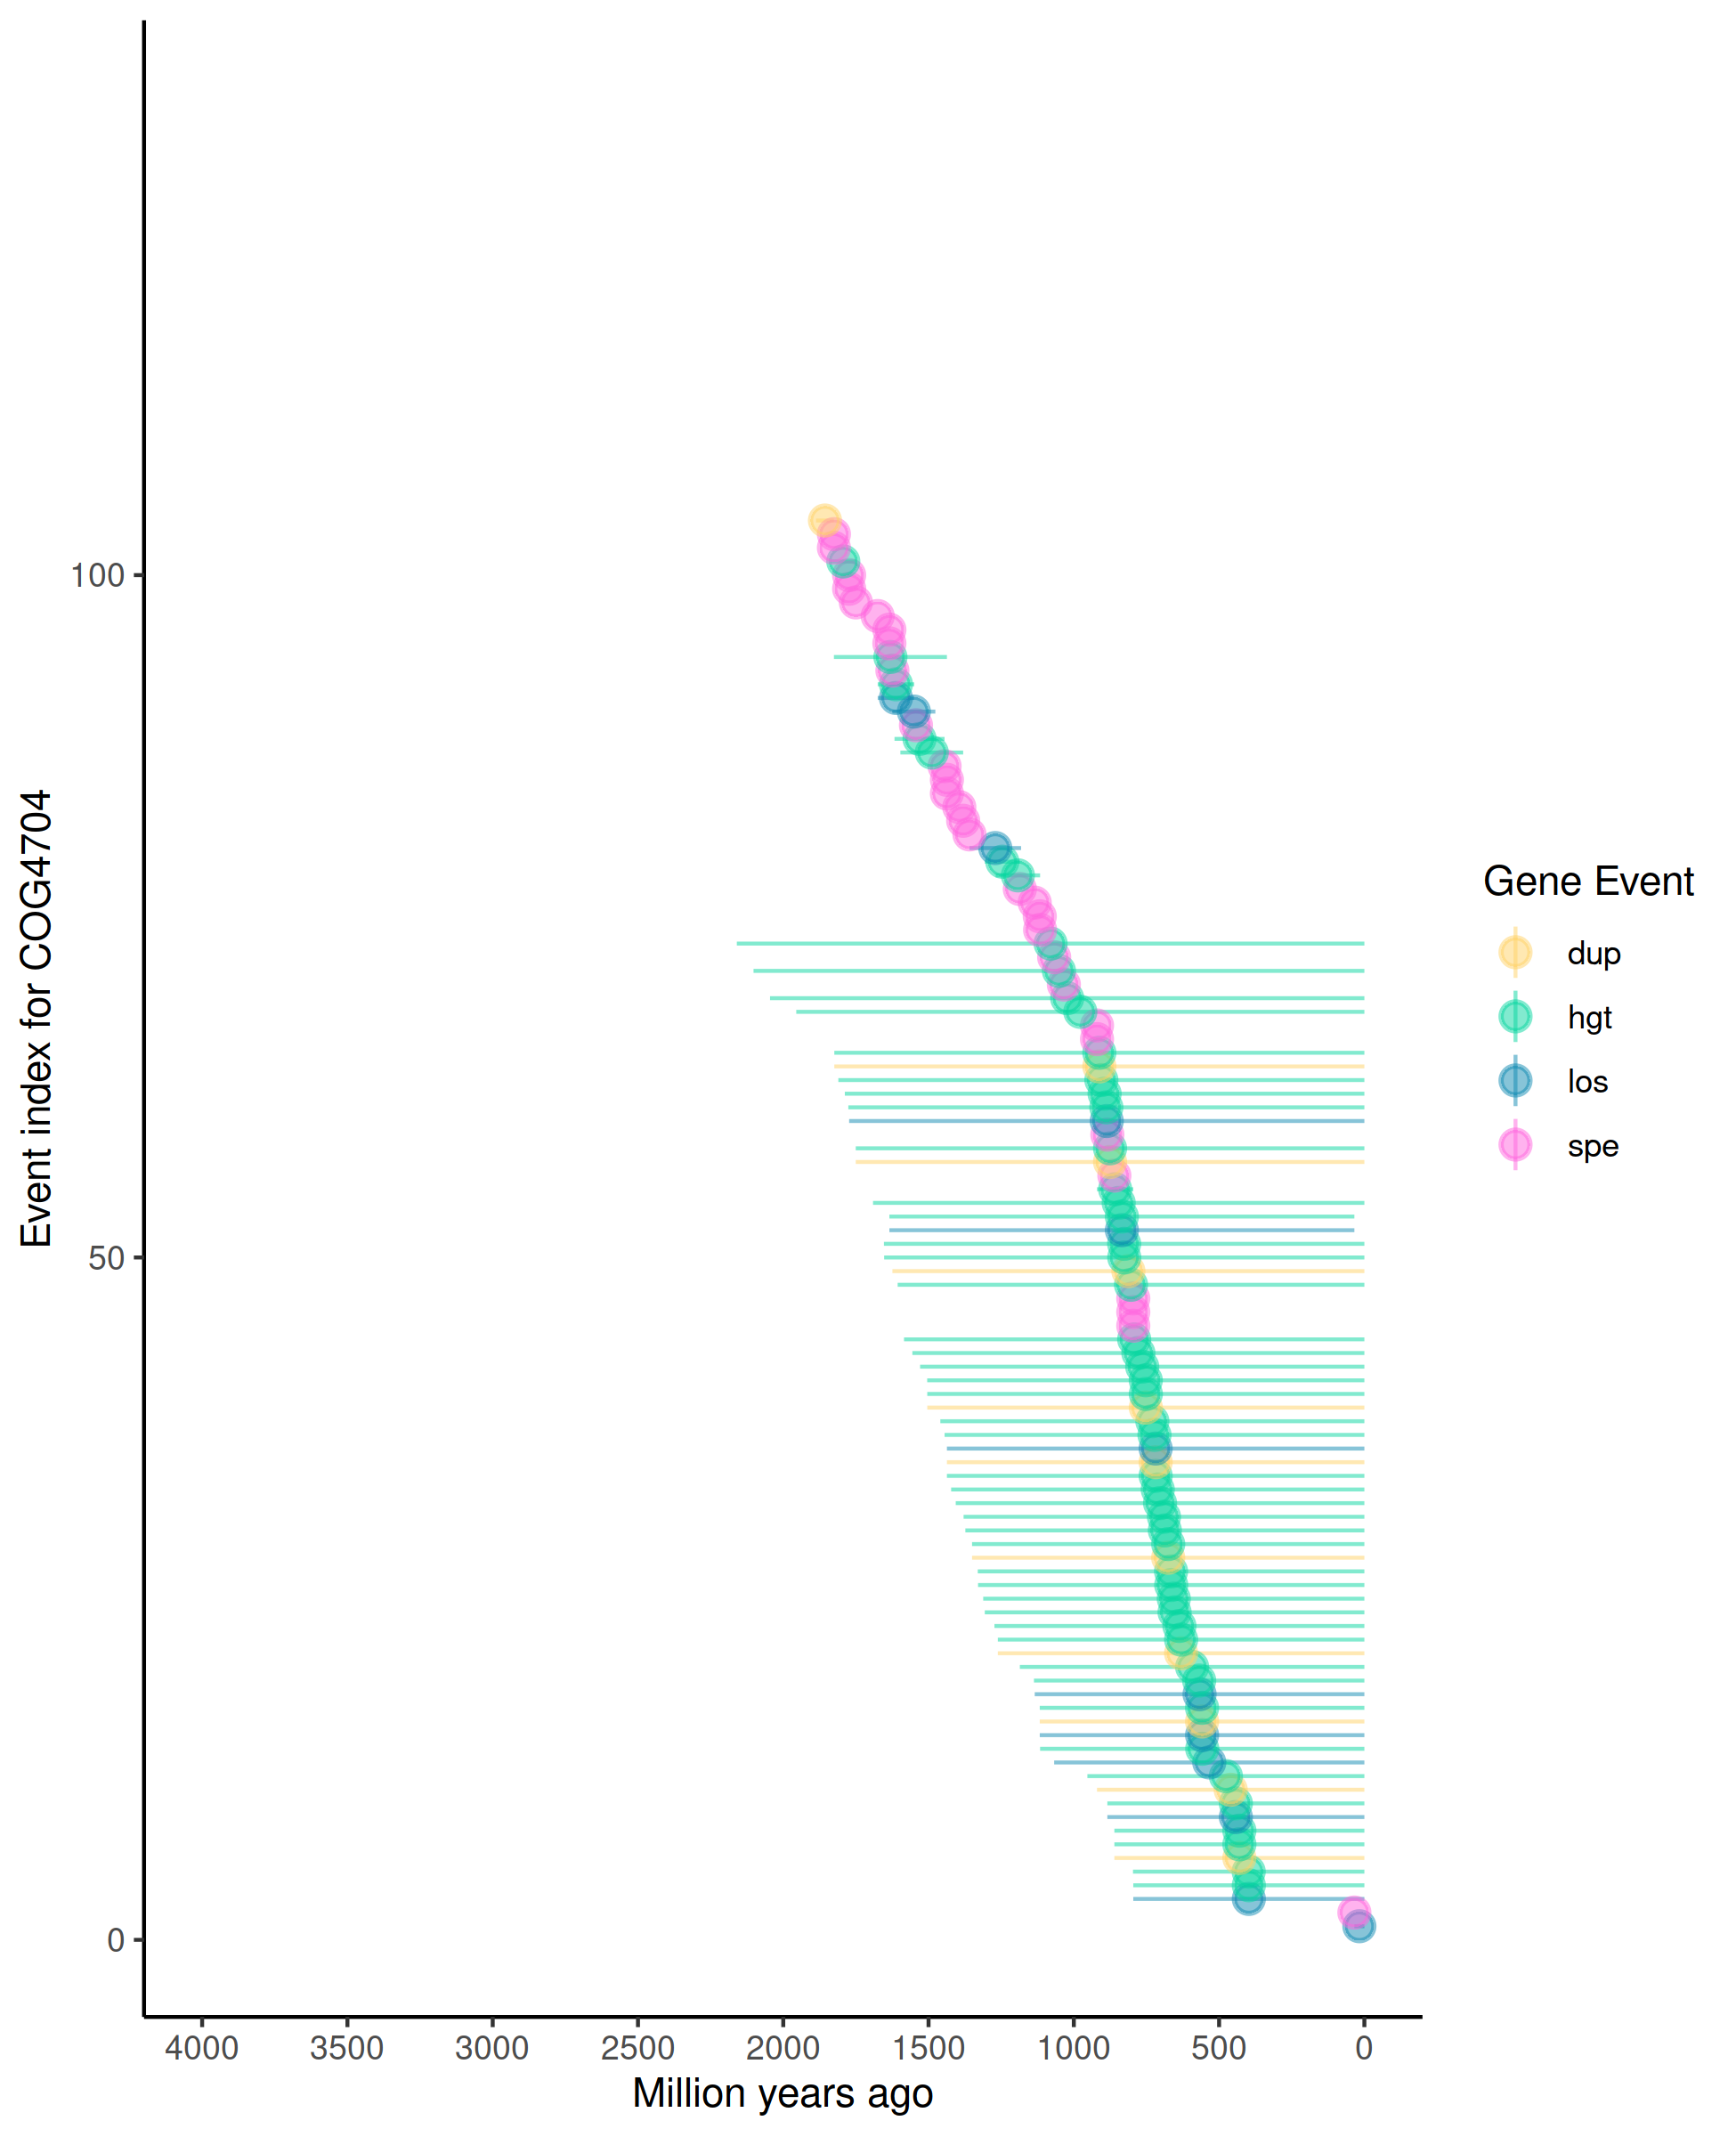 Event index for COG4704
100
50
0
4000 3500 3000 2500 2000 1500 1000 500 0
Million years ago
Gene Event
dup
hgt
los
spe